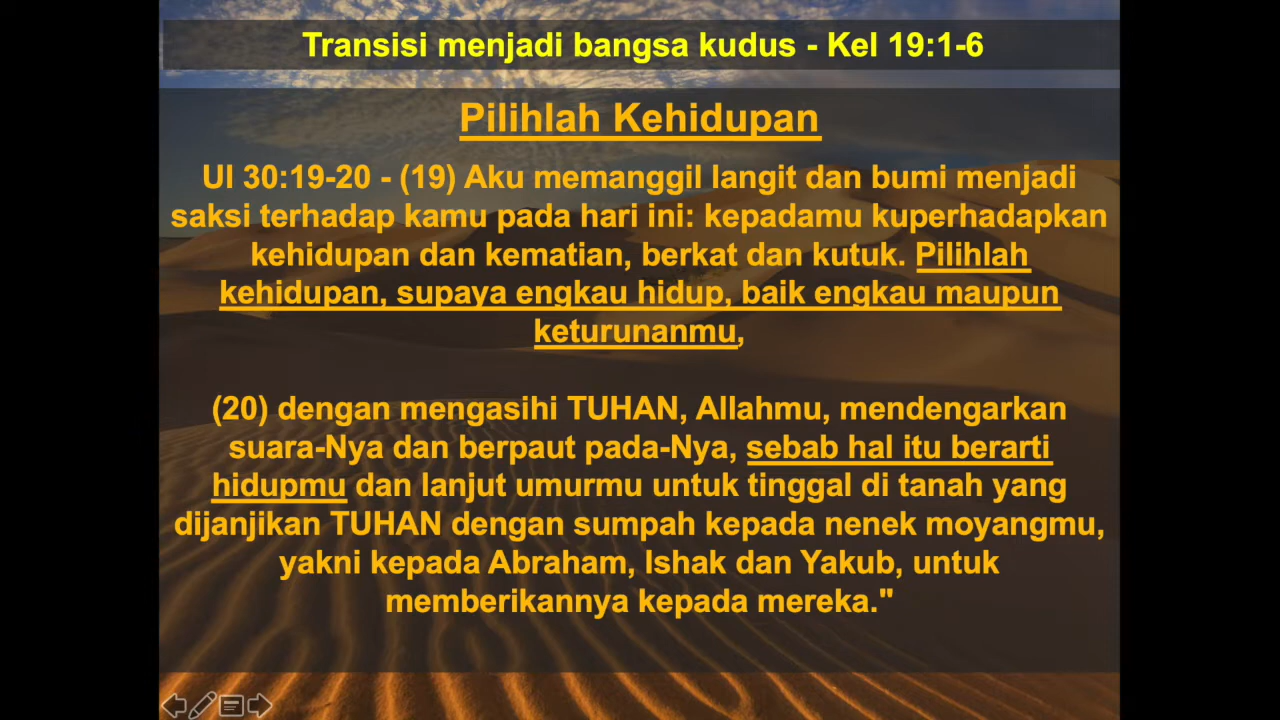 Transisi menjadi bangsa kudus - Kel 19:1-6
Pilihlah Kehidupan
Ul 30:19-20 - (19) Aku memanggil langit dan bumi menjadi
saksi terhadap kamu pada hari ini: kepadamu kuperhadapkan
kehidupan dan kematian, berkat dan kutuk. Pilihlah
kehidupan, supaya engkau hidup, baik engkau maupun
keturunanmu,
(20) dengan mengasihi TUHAN, Allahmu, mendengarkan
suara-Nya dan berpaut pada-Nya, sebab hal itu berarti
hidupmu dan lanjut umurmu untuk tinggal di tanah yang
dijanjikan TUHAN dengan sumpah kepada nenek moyangmu,
yakni kepada Abraham, Ishak dan Yakub, untuk
memberikannya kepada mereka."